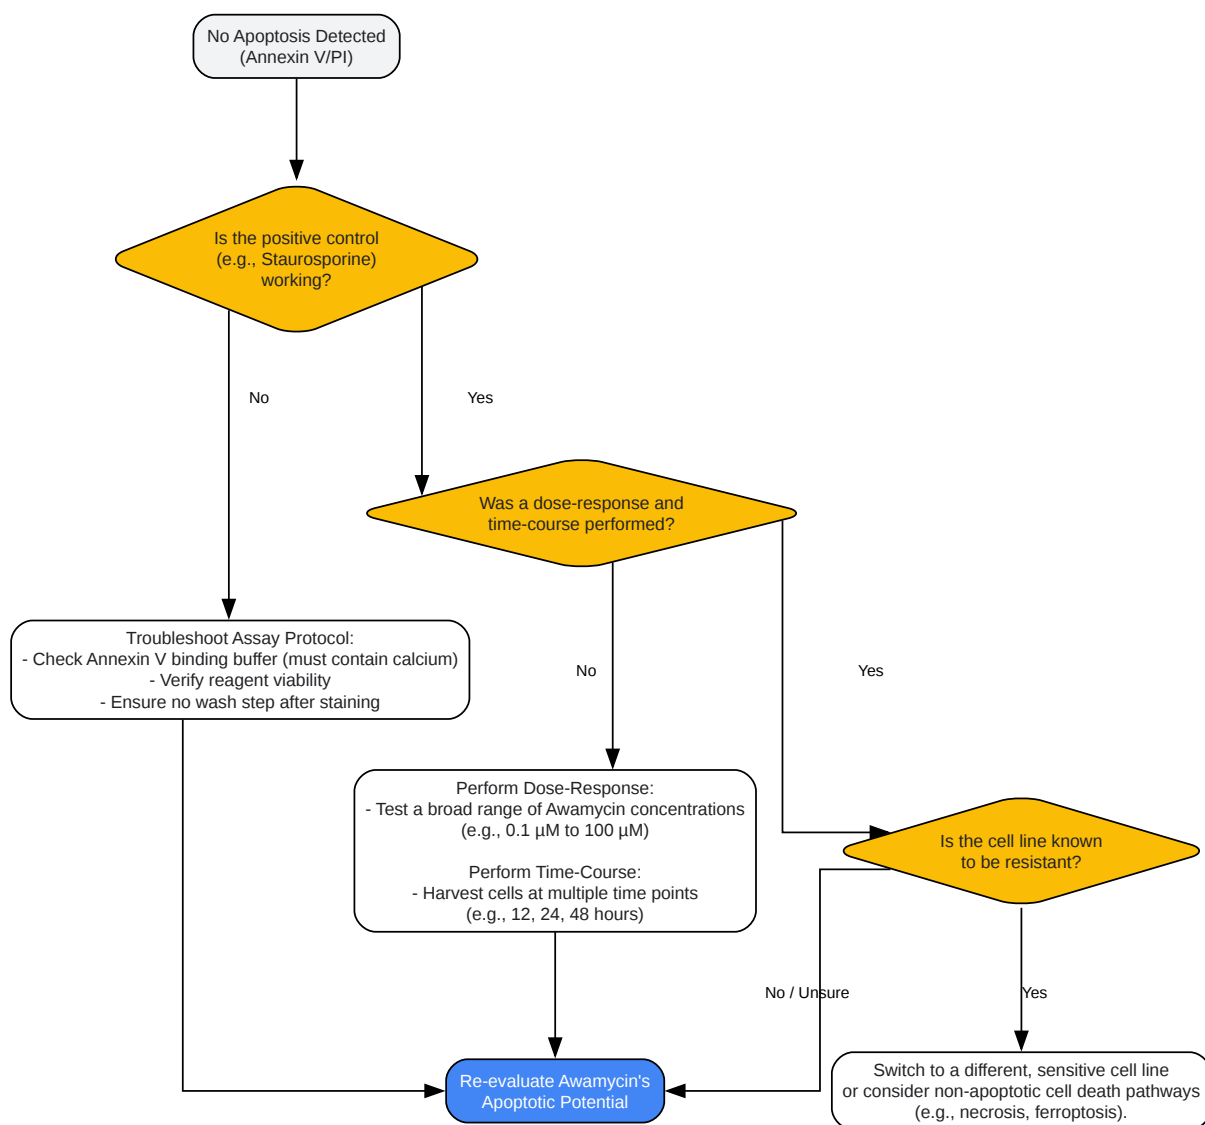 No Apoptosis Detected
(Annexin V/PI)
Is the positive control
(e.g., Staurosporine)
working?
No
Yes
Was a dose-response and
time-course performed?
Troubleshoot Assay Protocol:
- Check Annexin V binding buffer (must contain calcium)
- Verify reagent viability
- Ensure no wash step after staining
No
Yes
Perform Dose-Response:
- Test a broad range of Awamycin concentrations
(e.g., 0.1 µM to 100 µM)
Perform Time-Course:
- Harvest cells at multiple time points
(e.g., 12, 24, 48 hours)
Is the cell line known
to be resistant?
No / Unsure
Yes
Re-evaluate Awamycin's
Apoptotic Potential
Switch to a different, sensitive cell line
or consider non-apoptotic cell death pathways
(e.g., necrosis, ferroptosis).